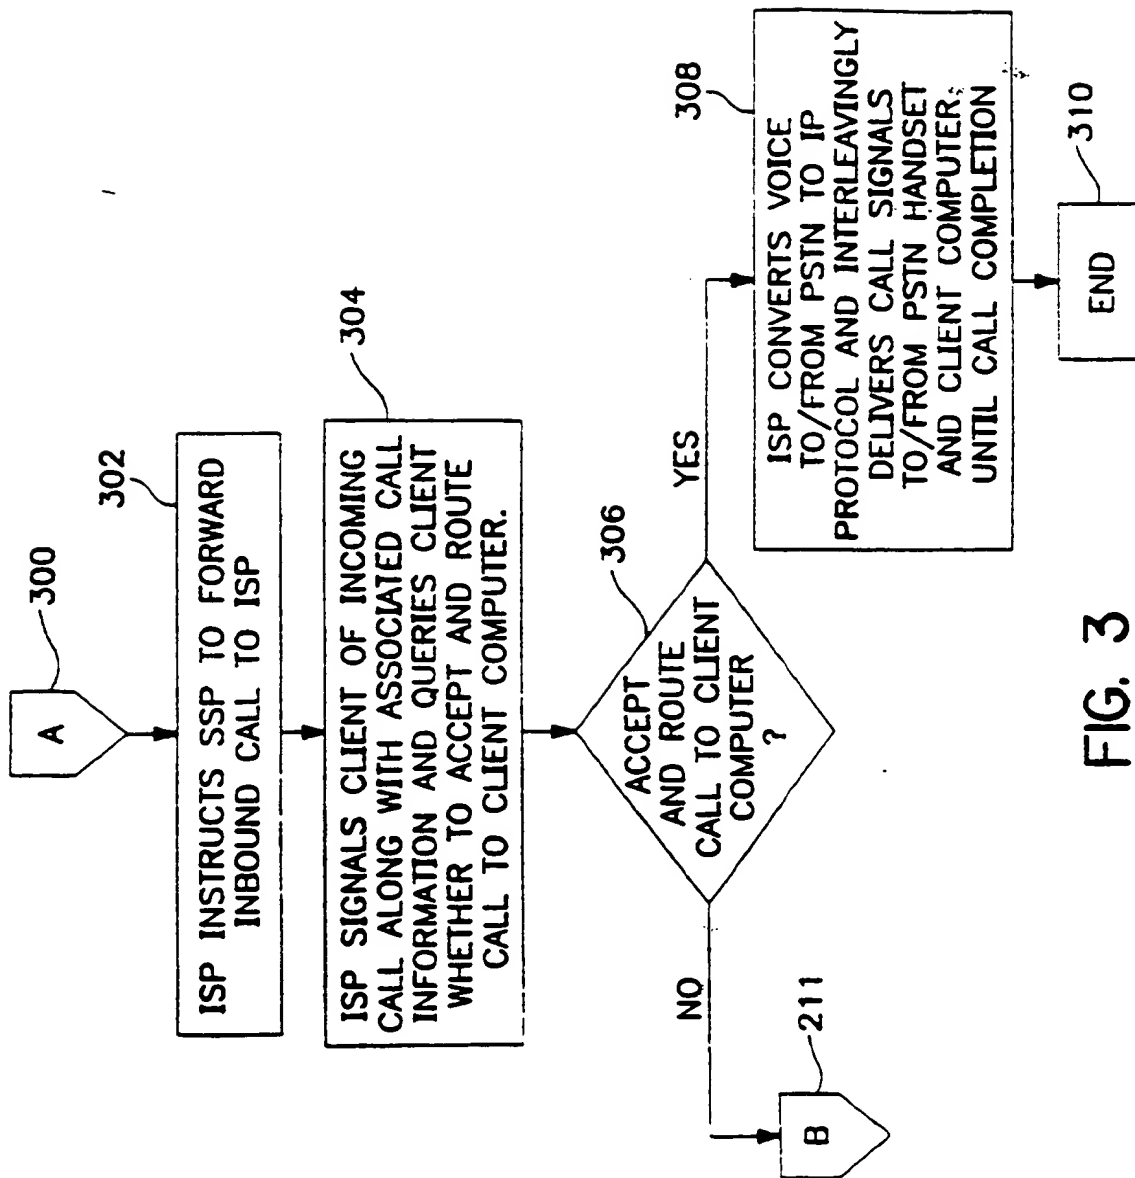 A
300
302
ISP INSTRUCTS SSP TO FORWARD
INBOUND CALL TO ISP
304
ISP SIGNALS CLIENT OF INCOMING
CALL ALONG WITH ASSOCIATED CALL
INFORMATION AND QUERIES CLIENT
WHETHER TO ACCEPT AND ROUTE
CALL TO CLIENT COMPUTER.
306
ACCEPT
AND ROUTE
CALL TO CLIENT
COMPUTER
?
NO
YES
B
211
308
ISP CONVERTS VOICE
TO/FROM PSTN TO IP
PROTOCOL AND INTERLEAVINGLY
DELIVERS CALL SIGNALS
TO/FROM PSTN HANDSET
AND CLIENT COMPUTER,
UNTIL CALL COMPLETION
310
END
FIG. 3